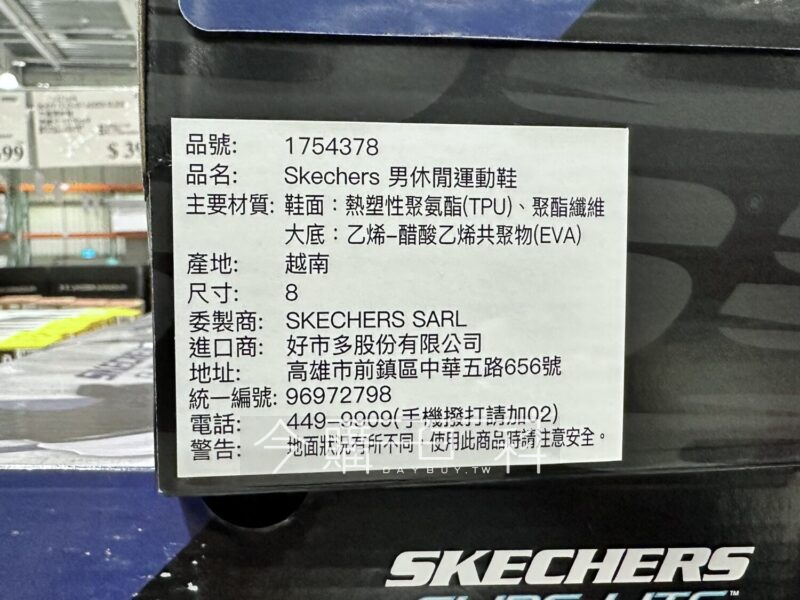 品號: 1754378
品名: Skechers 男休閒運動鞋
主要材質: 鞋面：熱塑性聚氨酯(TPU)、聚酯纖維
大底：乙烯-醋酸乙烯共聚物(EVA)
產地: 越南
尺寸: 8
委製商: SKECHERS SARL
進口商: 好市多股份有限公司
地址: 高雄市前鎮區中華五路656號
統一編號: 96972798
電話: 449-9909(手機撥打請加02)
警告: 地面狀況有所不同，使用此商品時請注意安全。
今購百科
DAYBUY.TW
SKECHERS